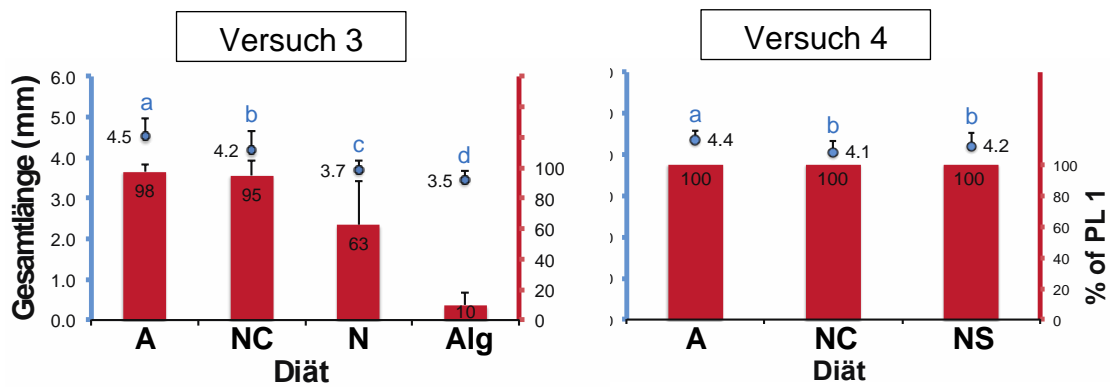 Versuch 3
Versuch 4
Gesamtlänge (mm)
6.0
5.0
4.0
3.0
2.0
1.0
0.0
a
b
c
d
4.5
4.2
3.7
3.5
98
95
63
10
100
80
60
40
20
0
A NC N Alg
Diät
a
b
b
4.4
4.1
4.2
100
100
100
100
80
60
40
20
0
% of PL 1
A NC NS
Diät